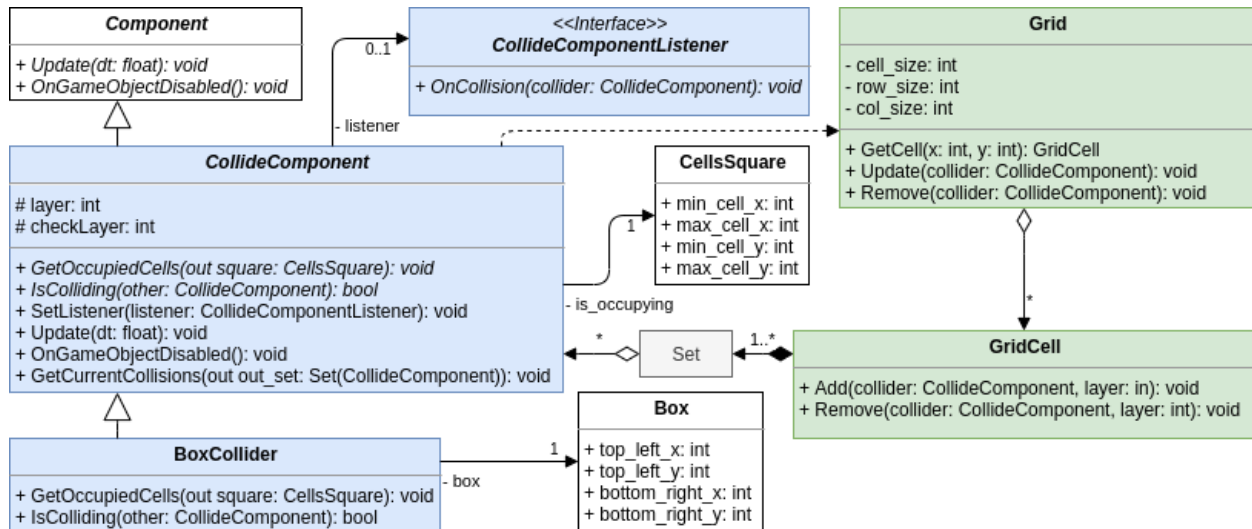 Component
+ Update(dt: float): void
+ OnGameObjectDisabled(): void
<<Interface>>
CollideComponentListener
+ OnCollision(collider: CollideComponent): void
0..1
- listener
Grid
- cell_size: int
- row_size: int
- col_size: int
+ GetCell(x: int, y: int): GridCell
+ Update(collider: CollideComponent): void
+ Remove(collider: CollideComponent): void
CollideComponent
# layer: int
# checkLayer: int
+ GetOccupiedCells(out square: CellsSquare): void
+ IsColliding(other: CollideComponent): bool
+ SetListener(listener: CollideComponentListener): void
+ Update(dt: float): void
+ OnGameObjectDisabled(): void
+ GetCurrentCollisions(out out_set: Set(CollideComponent)): void
CellsSquare
+ min_cell_x: int
+ max_cell_x: int
+ min_cell_y: int
+ max_cell_y: int
1
- is_occupying
*
Set
1..*
*
GridCell
+ Add(collider: CollideComponent, layer: in): void
+ Remove(collider: CollideComponent, layer: int): void
BoxCollider
+ GetOccupiedCells(out square: CellsSquare): void
+ IsColliding(other: CollideComponent): bool
1
- box
Box
+ top_left_x: int
+ top_left_y: int
+ bottom_right_x: int
+ bottom_right_y: int